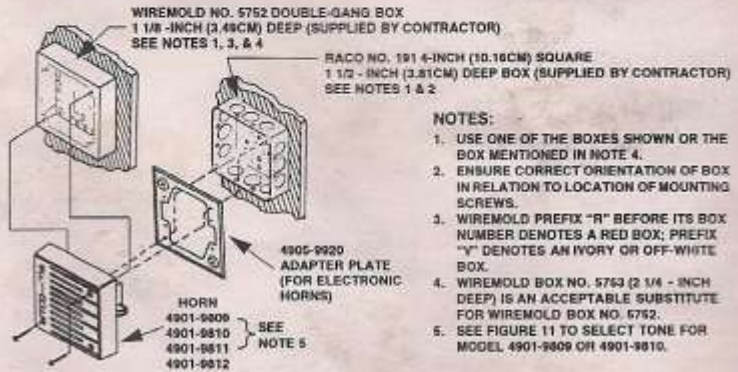 WIREMOLD NO. 5752 DOUBLE-GANG BOX
1 1/8 -INCH (3.49CM) DEEP (SUPPLIED BY CONTRACTOR)
SEE NOTES 1, 3, & 4
RACO NO. 191 4-INCH (10.16CM) SQUARE
1 1/2 - INCH (3.81CM) DEEP BOX (SUPPLIED BY CONTRACTOR)
SEE NOTES 1 & 2
NOTES:
1. USE ONE OF THE BOXES SHOWN OR THE
BOX MENTIONED IN NOTE 4.
2. ENSURE CORRECT ORIENTATION OF BOX
IN RELATION TO LOCATION OF MOUNTING
SCREWS.
3. WIREMOLD PREFIX "R" BEFORE ITS BOX
NUMBER DENOTES A RED BOX; PREFIX
"V" DENOTES AN IVORY OR OFF-WHITE
BOX.
4. WIREMOLD BOX NO. 5753 (2 1/4 - INCH
DEEP) IS AN ACCEPTABLE SUBSTITUTE
FOR WIREMOLD BOX NO. 5752.
5. SEE FIGURE 11 TO SELECT TONE FOR
MODEL 4901-9809 OR 4901-9810.
4905-9920
ADAPTER PLATE
(FOR ELECTRONIC
HORNS)
HORN
4901-9809
4901-9810
4901-9811
4901-9812
SEE
NOTE 5
FIRE